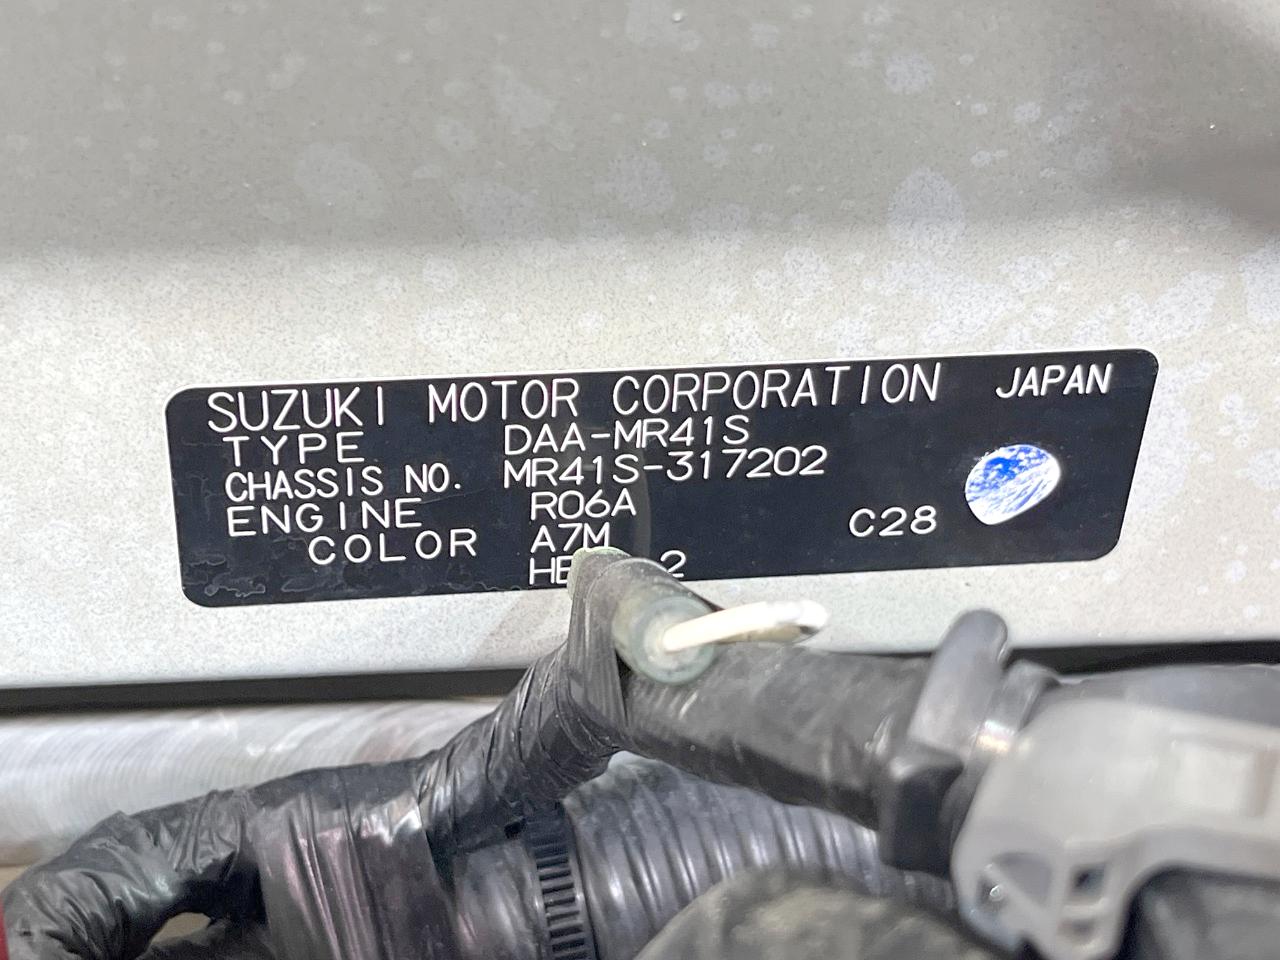 SUZUKI MOTOR CORPORATION JAPAN
TYPE DAA-MR41S
CHASSIS NO. MR41S-317202
ENGINE R06A
COLOR A7M C28